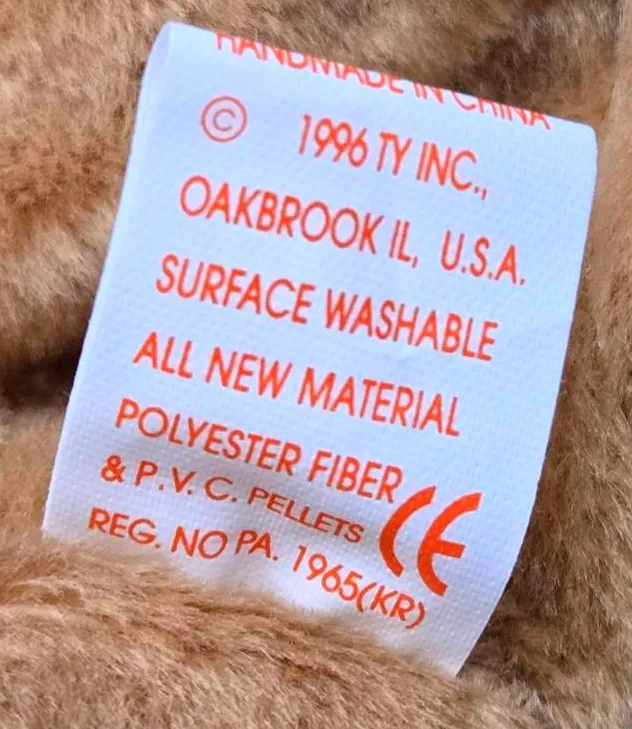 HANDMADE IN CHINA
© 1996 TY INC.,
OAKBROOK IL, U.S.A.
SURFACE WASHABLE
ALL NEW MATERIAL
POLYESTER FIBER
& P.V.C. PELLETS CE
REG. NO PA. 1965(KR)